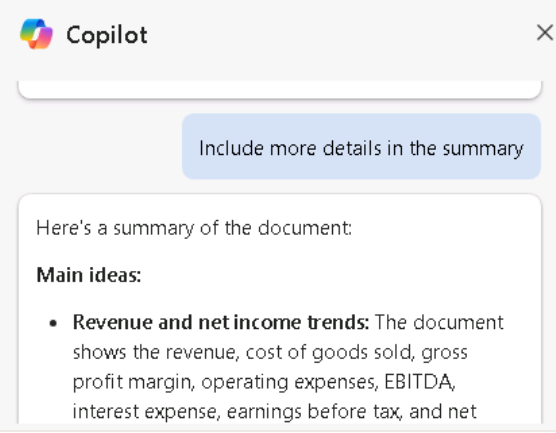 Copilot
Include more details in the summary
Here's a summary of the document:
Main ideas:
• Revenue and net income trends: The document
shows the revenue, cost of goods sold, gross
profit margin, operating expenses, EBITDA,
interest expense, earnings before tax, and net